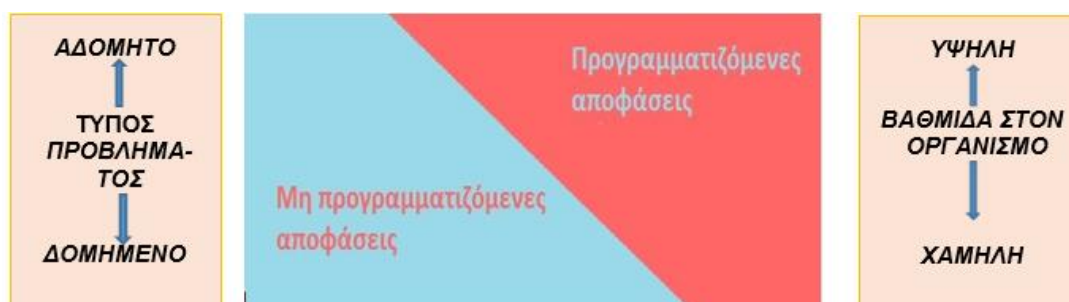 ΑΔΟΜΗΤΟ
ΤΥΠΟΣ
ΠΡΟΒΛΗΜΑ-
ΤΟΣ
ΔΟΜΗΜΕΝΟ
Προγραμματιζόμενες
αποφάσεις
Μη προγραμματιζόμενες
αποφάσεις
ΥΨΗΛΗ
ΒΑΘΜΙΔΑ ΣΤΟΝ
ΟΡΓΑΝΙΣΜΟ
ΧΑΜΗΛΗ